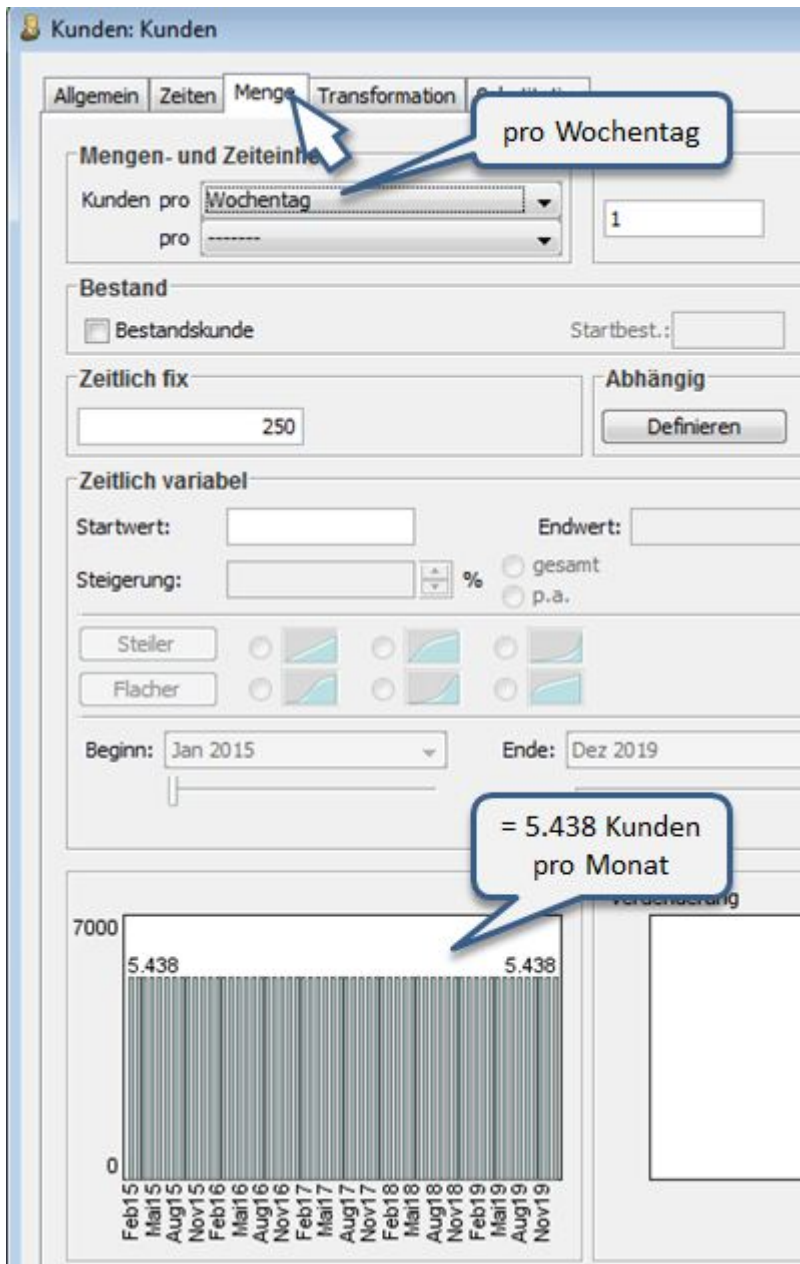 Kunden: Kunden
Allgemein Zeiten Menge Transformation
pro Wochentag
Mengen- und
Kunden pro Wochentag
1
pro -------
Bestand
Bestandskunde Startbest.:
Zeitlich fix Abhängig
250 Definieren
Zeitlich variabel
Startwert: Endwert:
Steigerung: % gesamt
p.a.
Steiler
Flacher
Beginn: Jan 2015 Ende: Dez 2019
= 5.438 Kunden
pro Monat
7000
5.438 5.438
0
Feb15 Mai15 Aug15 Nov15 Feb16 Mai16 Aug16 Nov16 Feb17 Mai17 Aug17 Nov17 Feb18 Mai18 Aug18 Nov18 Feb19 Mai19 Aug19 Nov19